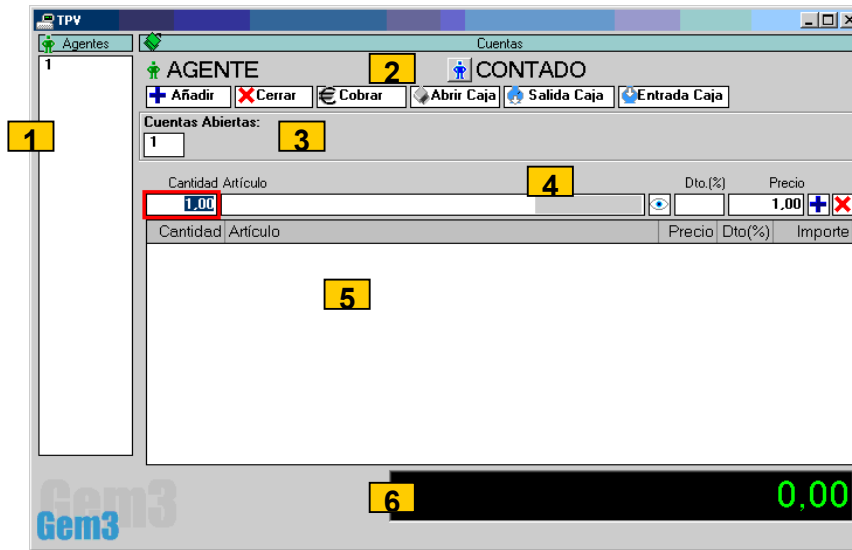 TPV
Agentes
Cuentas
1
AGENTE
2
CONTADO
Añadir Cerrar Cobrar Abrir Caja Salida Caja Entrada Caja
1
Cuentas Abiertas:
1
3
Cantidad Artículo
4
Dto.(%) Precio
1,00
1,00
Cantidad Artículo Precio Dto(%) Importe
5
6
0,00
Gem3
Gem3